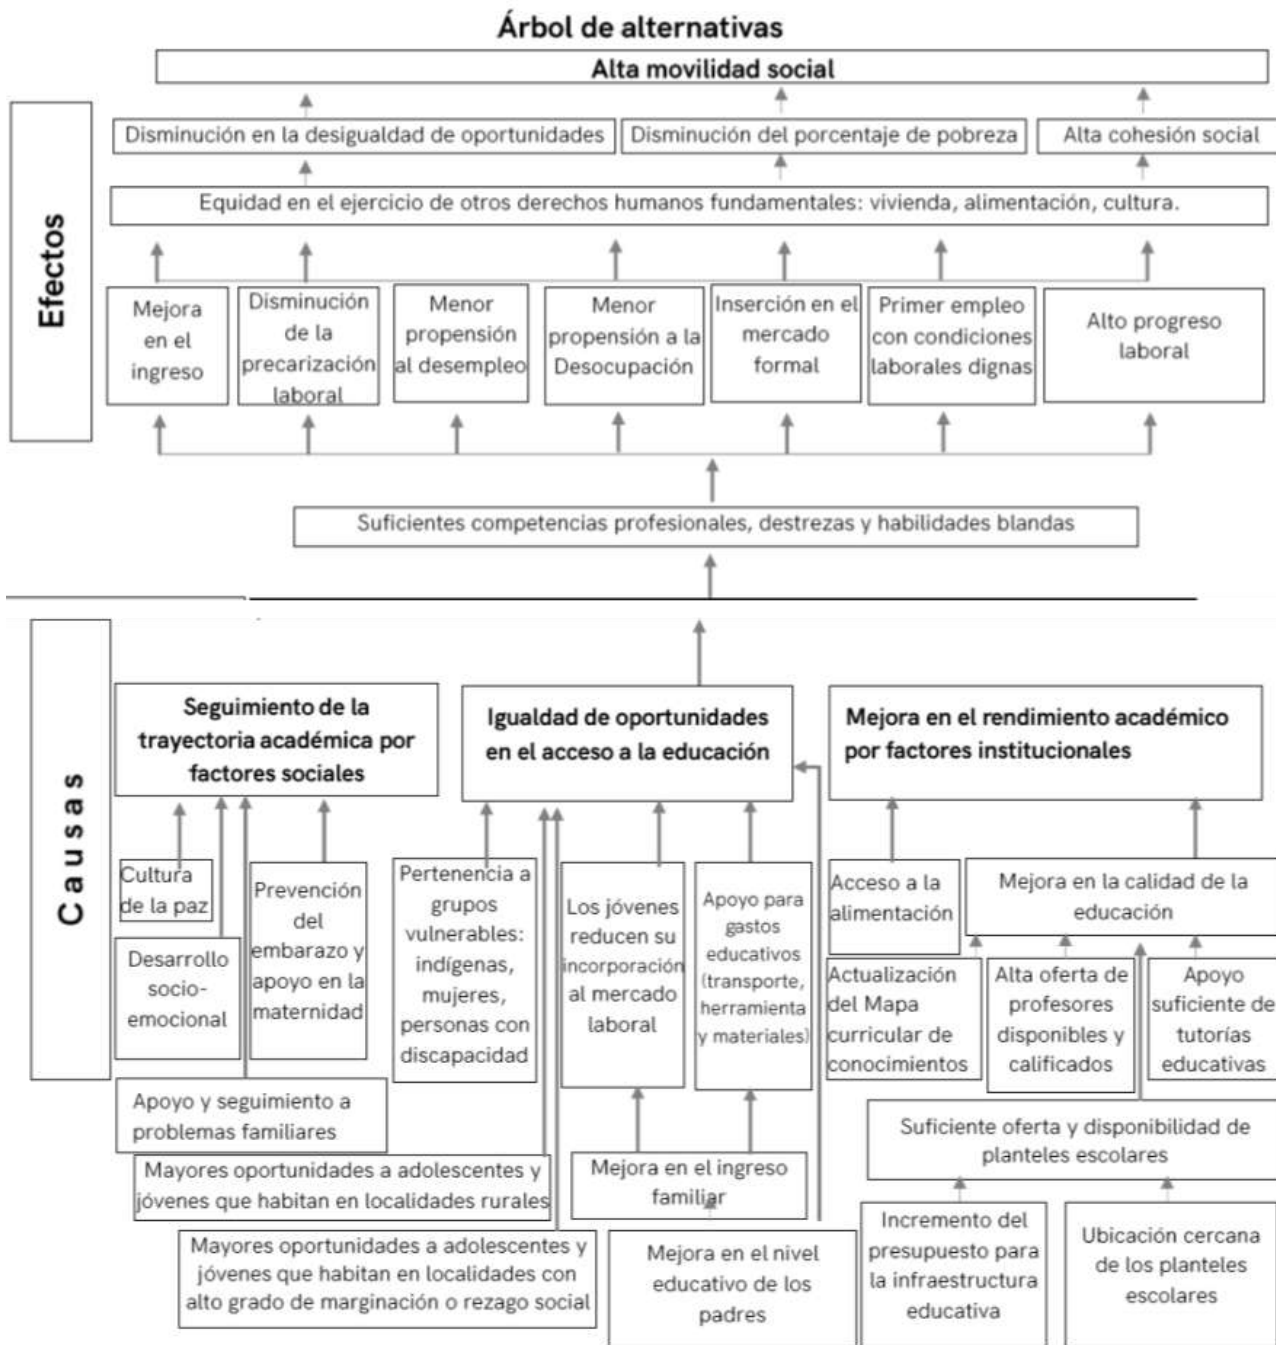 Árbol de alternativas
Alta movilidad social
Efectos
Disminución en la desigualdad de oportunidades
Disminución del porcentaje de pobreza
Alta cohesión social
Equidad en el ejercicio de otros derechos humanos fundamentales: vivienda, alimentación, cultura.
Mejora
en el
ingreso
Disminución
de la
precarización
laboral
Menor
propensión
al desempleo
Menor
propensión a la
Desocupación
Inserción en el
mercado
formal
Primer empleo
con condiciones
laborales dignas
Alto progreso
laboral
Suficientes competencias profesionales, destrezas y habilidades blandas
Causas
Seguimiento de la
trayectoria académica por
factores sociales
Igualdad de oportunidades
en el acceso a la educación
Mejora en el rendimiento académico
por factores institucionales
Cultura
de la paz
Desarrollo
socio-
emocional
Prevención
del
embarazo y
apoyo en la
maternidad
Pertenencia a
grupos
vulnerables:
indígenas,
mujeres,
personas con
discapacidad
Los jóvenes
reducen su
incorporación
al mercado
laboral
Apoyo para
gastos
educativos
(transporte,
herramienta
y materiales)
Acceso a la
alimentación
Mejora en la calidad de la
educación
Actualización
del Mapa
curricular de
conocimientos
Alta oferta de
profesores
disponibles y
calificados
Apoyo
suficiente de
tutorías
educativas
Apoyo y seguimiento a
problemas familiares
Mayores oportunidades a adolescentes y
jóvenes que habitan en localidades rurales
Mejora en el ingreso
familiar
Suficiente oferta y disponibilidad de
planteles escolares
Mayores oportunidades a adolescentes y
jóvenes que habitan en localidades con
alto grado de marginación o rezago social
Mejora en el nivel
educativo de los
padres
Incremento del
presupuesto para
la infraestructura
educativa
Ubicación cercana
de los planteles
escolares